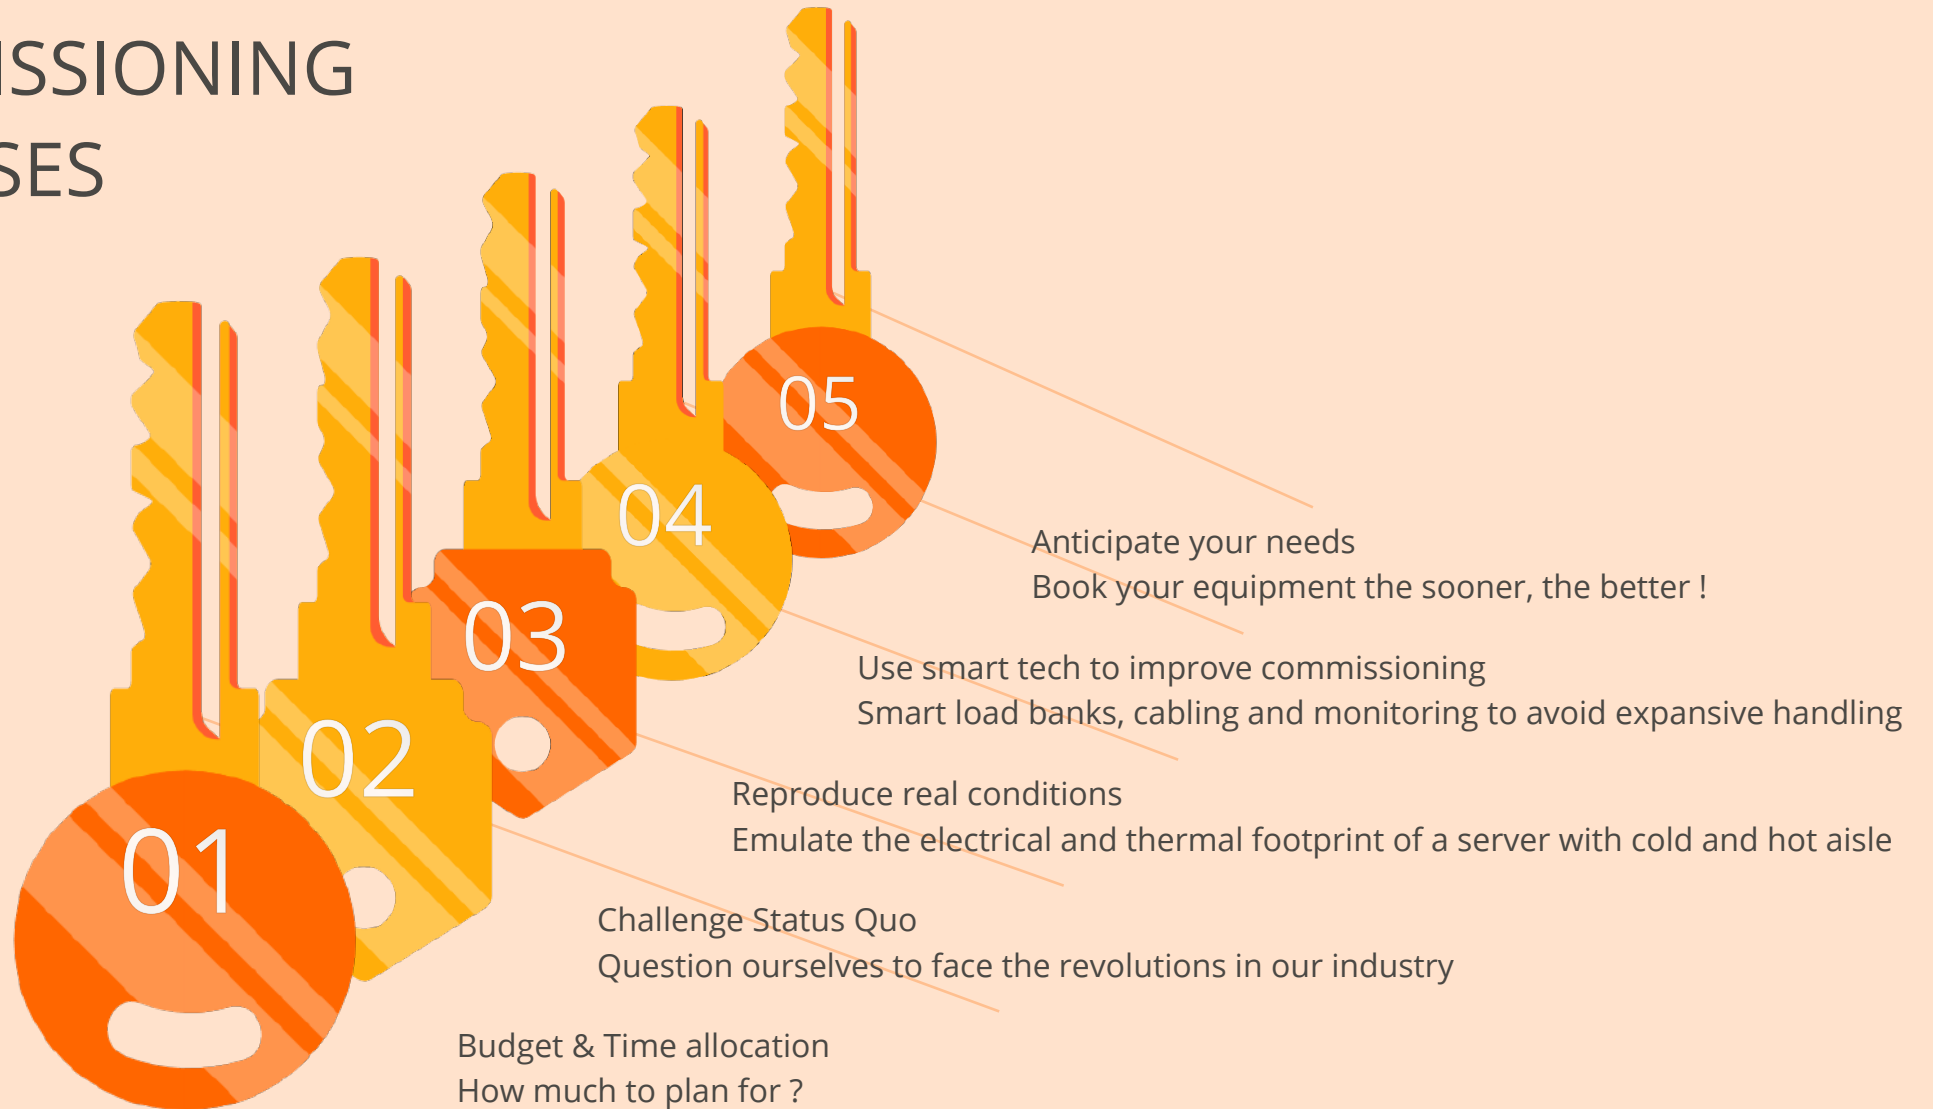 ISSIONING
SES
05
04
03
02
01
Anticipate your needs
Book your equipment the sooner, the better !
Use smart tech to improve commissioning
Smart load banks, cabling and monitoring to avoid expansive handling
Reproduce real conditions
Emulate the electrical and thermal footprint of a server with cold and hot aisle
Challenge Status Quo
Question ourselves to face the revolutions in our industry
Budget & Time allocation
How much to plan for ?